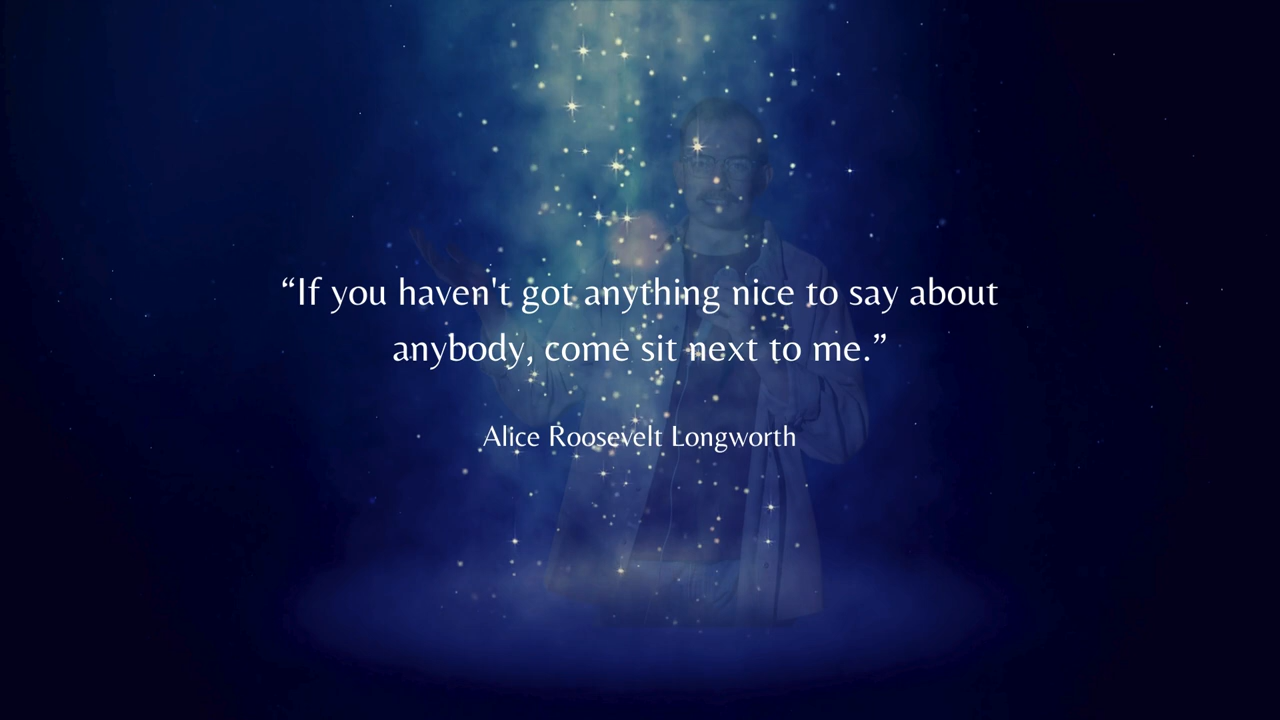 “If you haven't got anything nice to say about
anybody, come sit next to me.”
Alice Roosevelt Longworth